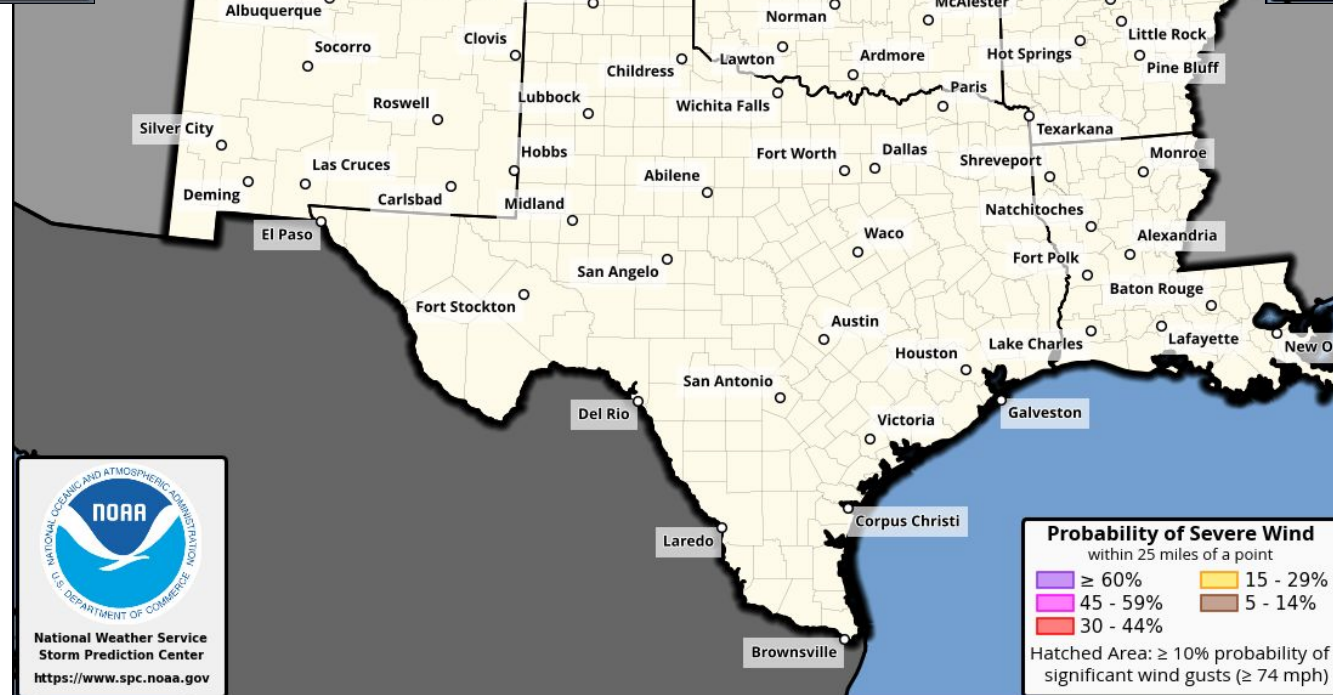 Albuquerque
Norman
McAlester
Little Rock
Socorro
Clovis
Lawton
Ardmore
Hot Springs
Pine Bluff
Childress
Roswell
Lubbock
Wichita Falls
Paris
Silver City
Texarkana
Hobbs
Fort Worth
Dallas
Shreveport
Monroe
Las Cruces
Abilene
Deming
Carlsbad
Midland
Natchitoches
El Paso
Waco
Alexandria
San Angelo
Fort Polk
Fort Stockton
Baton Rouge
Austin
Houston
Lake Charles
Lafayette
New O
San Antonio
Del Rio
Victoria
Galveston
Corpus Christi
Laredo
Brownsville
NATIONAL OCEANIC AND ATMOSPHERIC ADMINISTRATION
NOAA
U.S. DEPARTMENT OF COMMERCE
National Weather Service
Storm Prediction Center
https://www.spc.noaa.gov
Probability of Severe Wind
within 25 miles of a point
≥ 60% 15 - 29%
45 - 59% 5 - 14%
30 - 44%
Hatched Area: ≥ 10% probability of
significant wind gusts (≥ 74 mph)